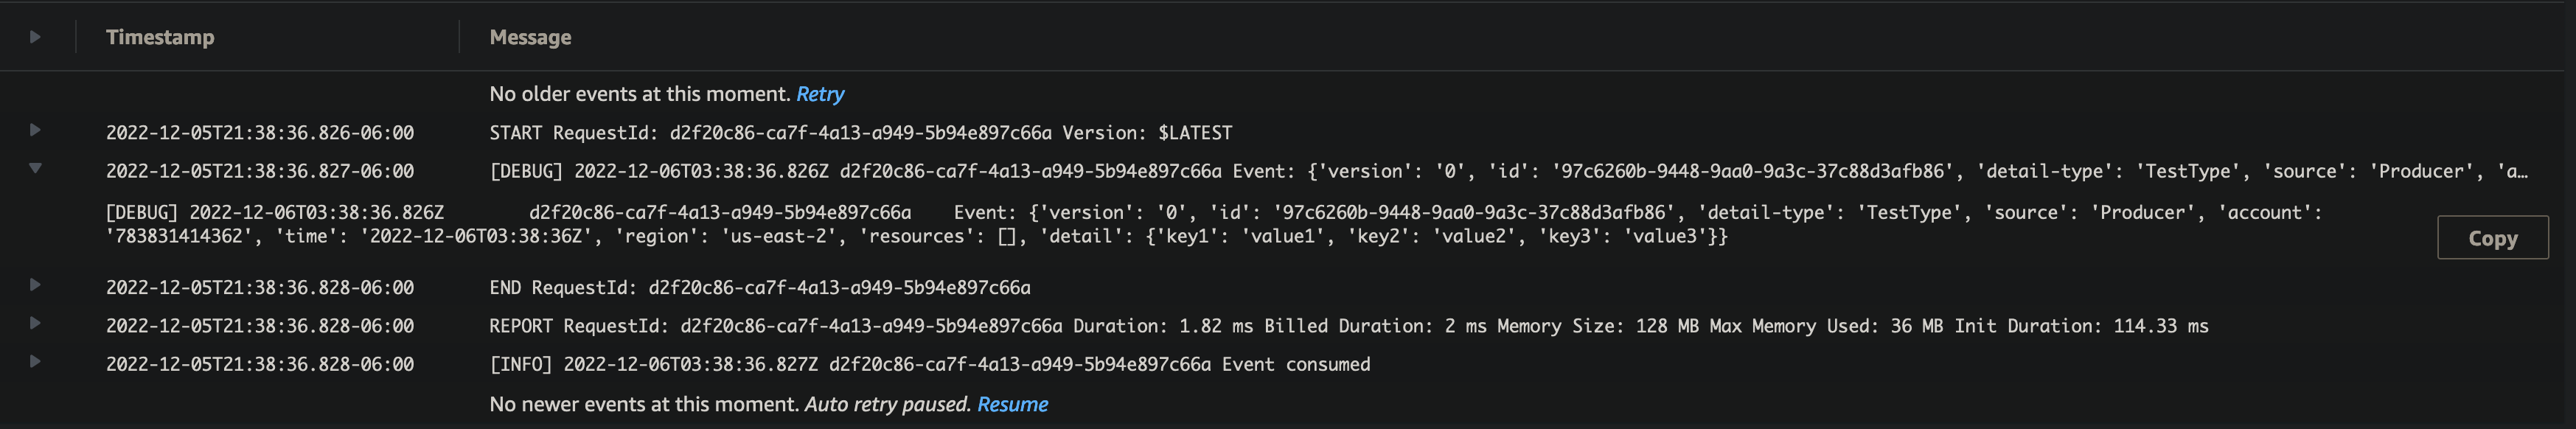 Timestamp Message
No older events at this moment. Retry
2022-12-05T21:38:36.826-06:00 START RequestId: d2f20c86-ca7f-4a13-a949-5b94e897c66a Version: $LATEST
2022-12-05T21:38:36.827-06:00 [DEBUG] 2022-12-06T03:38:36.826Z d2f20c86-ca7f-4a13-a949-5b94e897c66a Event: {'version': '0', 'id': '97c6260b-9448-9aa0-9a3c-37c88d3afb86', 'detail-type': 'TestType', 'source': 'Producer', 'a…
[DEBUG] 2022-12-06T03:38:36.826Z d2f20c86-ca7f-4a13-a949-5b94e897c66a Event: {'version': '0', 'id': '97c6260b-9448-9aa0-9a3c-37c88d3afb86', 'detail-type': 'TestType', 'source': 'Producer', 'account':
'783831414362', 'time': '2022-12-06T03:38:36Z', 'region': 'us-east-2', 'resources': [], 'detail': {'key1': 'value1', 'key2': 'value2', 'key3': 'value3'}}
Copy
2022-12-05T21:38:36.828-06:00 END RequestId: d2f20c86-ca7f-4a13-a949-5b94e897c66a
2022-12-05T21:38:36.828-06:00 REPORT RequestId: d2f20c86-ca7f-4a13-a949-5b94e897c66a Duration: 1.82 ms Billed Duration: 2 ms Memory Size: 128 MB Max Memory Used: 36 MB Init Duration: 114.33 ms
2022-12-05T21:38:36.828-06:00 [INFO] 2022-12-06T03:38:36.827Z d2f20c86-ca7f-4a13-a949-5b94e897c66a Event consumed
No newer events at this moment. Auto retry paused. Resume